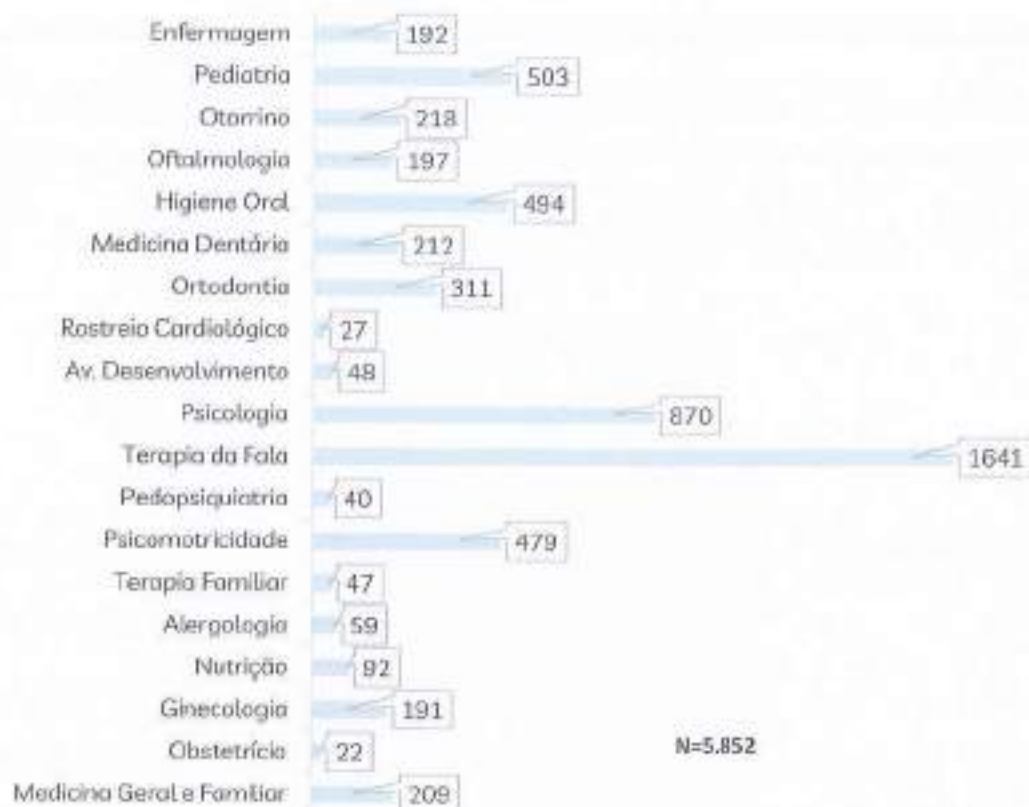 Enfermagem 192
Pediatria 503
Otorrino 218
Oftalmologia 197
Higiene Oral 494
Medicina Dentária 212
Ortodontia 311
Rastreio Cardiológico 27
Av. Desenvolvimento 48
Psicologia 870
Terapia da Fala 1641
Pedopsiquiatria 40
Psicomotricidade 479
Terapia Familiar 47
Alergologia 59
Nutrição 92
Ginecologia 191
Obstetrícia 22
N=5.852
Medicina Geral e Familiar 209